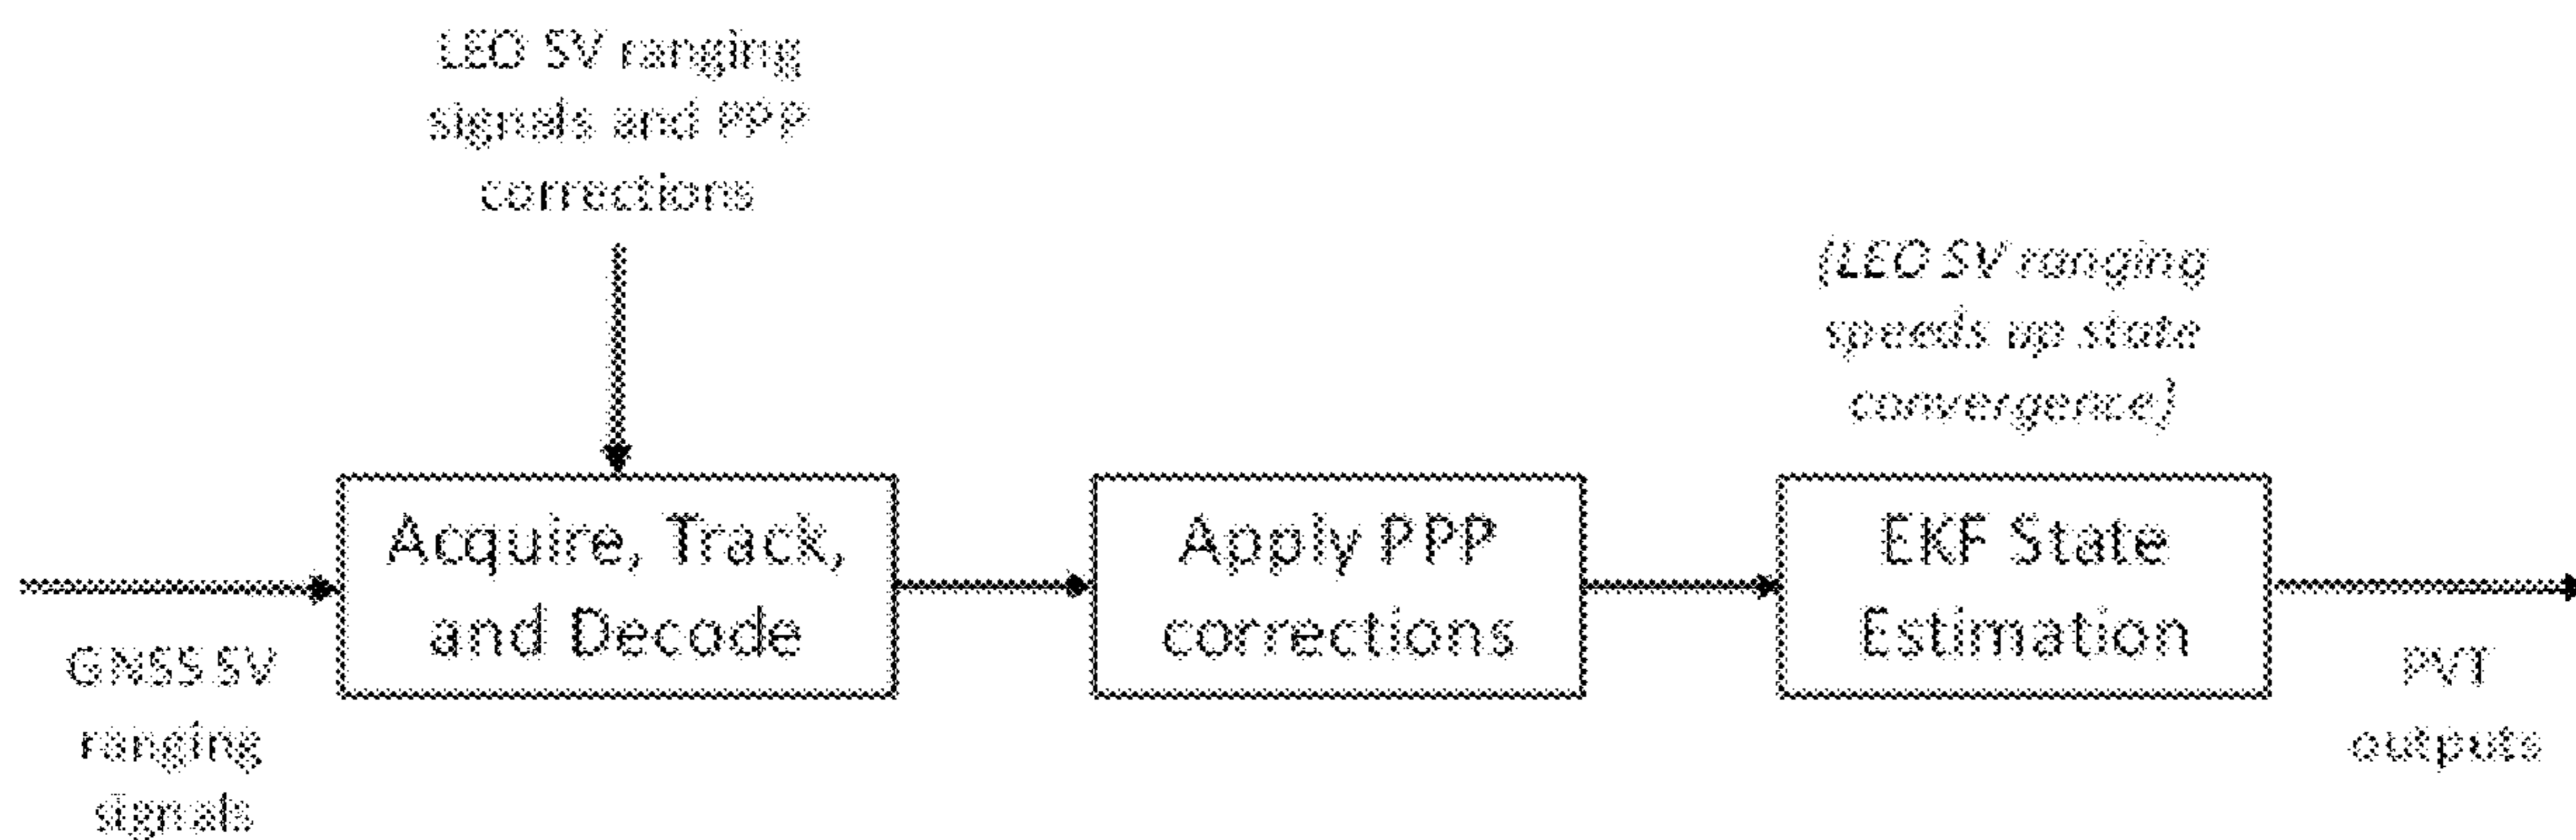 LEO SV ranging
signals and PPP
corrections
(LEO SV ranging
speeds up state
convergence)
Acquire, Track,
and Decode
Apply PPP
corrections
EKF State
Estimation
GNSS SV
ranging
signals
PVT
outputs